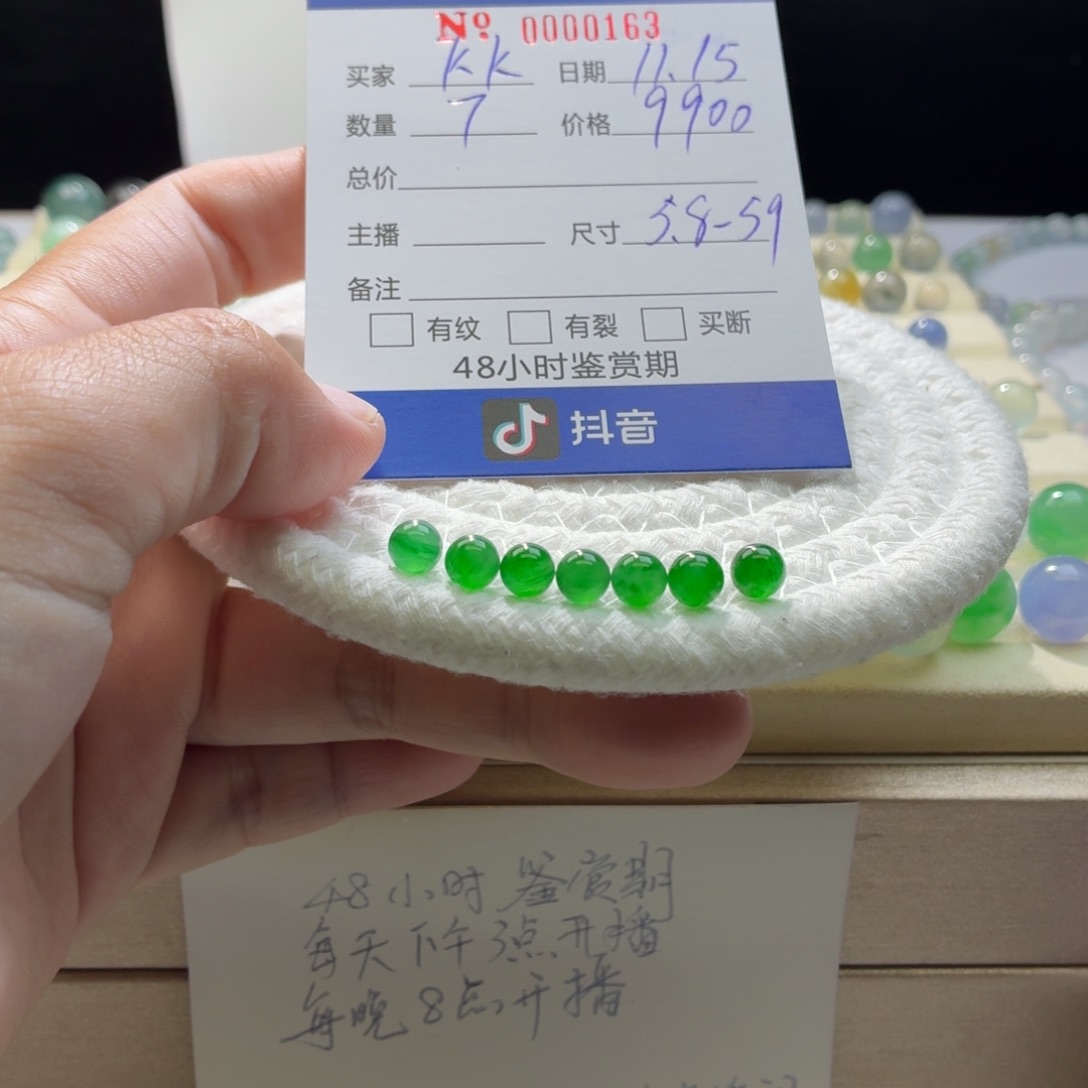 No 0000163
买家 KK 日期 11.15
数量 7 价格 9900
总价
主播 尺寸 5.8-59
备注
有纹 有裂 买断
48小时鉴赏期
抖音
48小时鉴赏期
每天下午3点开播
每晚8点开播